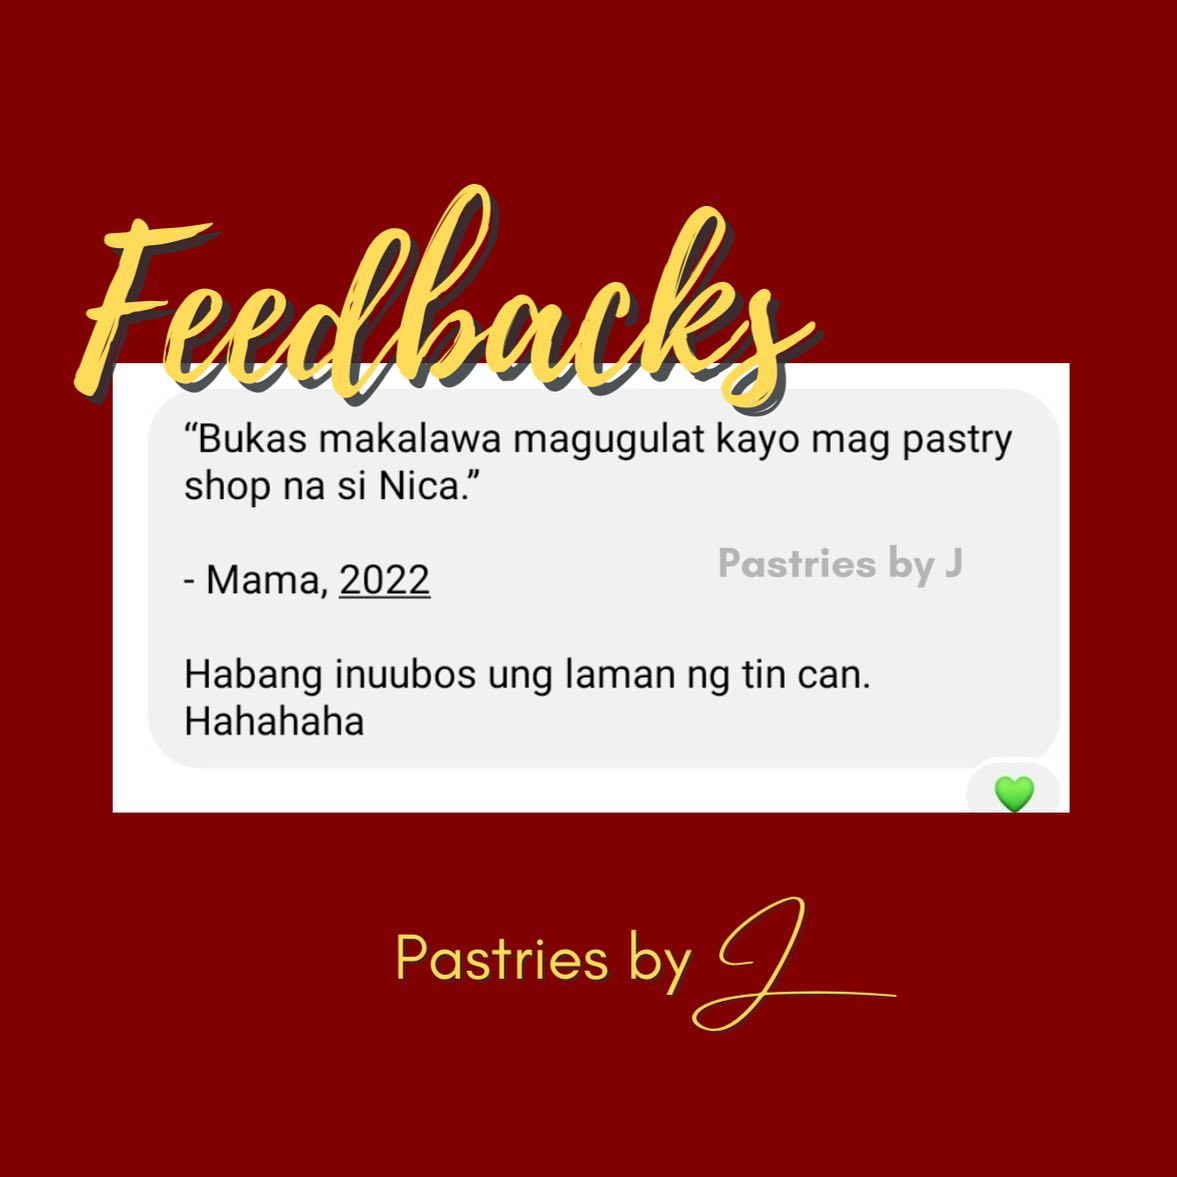 Feedbacks
“Bukas makalawa magugulat kayo mag pastry
shop na si Nica.”
Pastries by J
- Mama, 2022
Habang inuubos ung laman ng tin can.
Hahahaha
Pastries by J